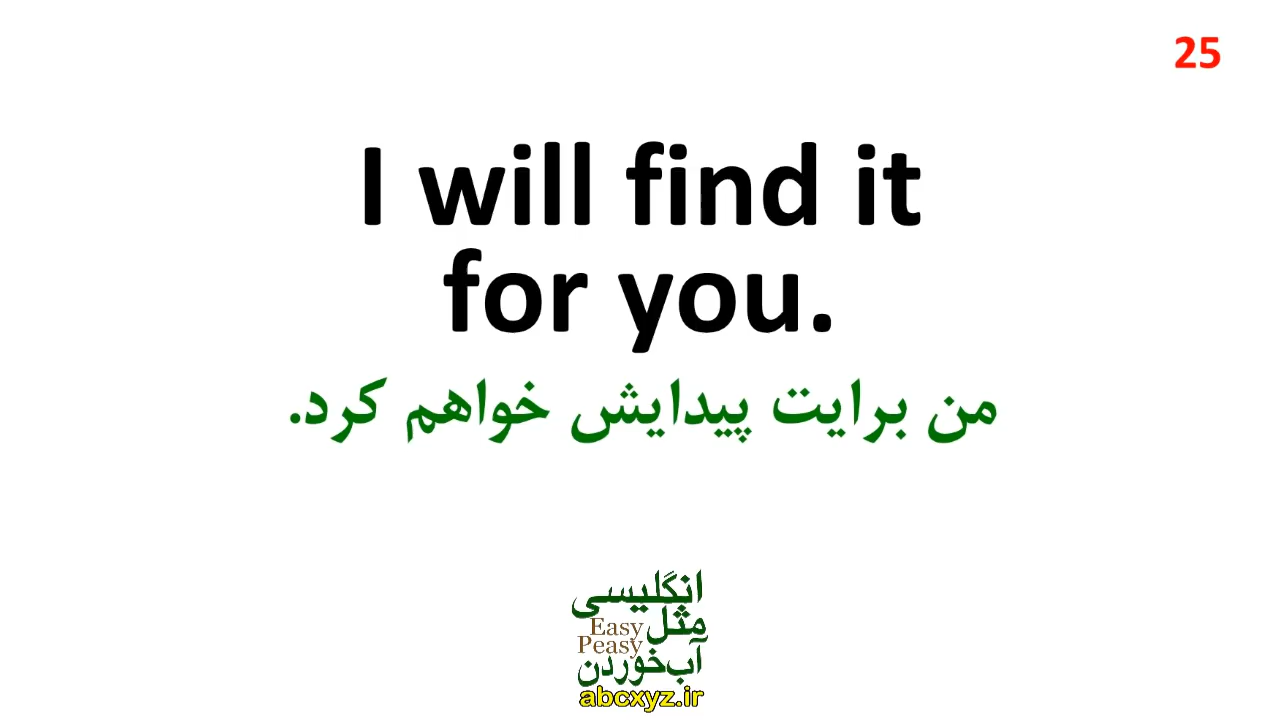 25
I will find it
for you.
من برایت پیدایش خواهم کرد.
انگلیسی
مثل
Easy
Peasy
آب‌خوردن
abcxyz.ir